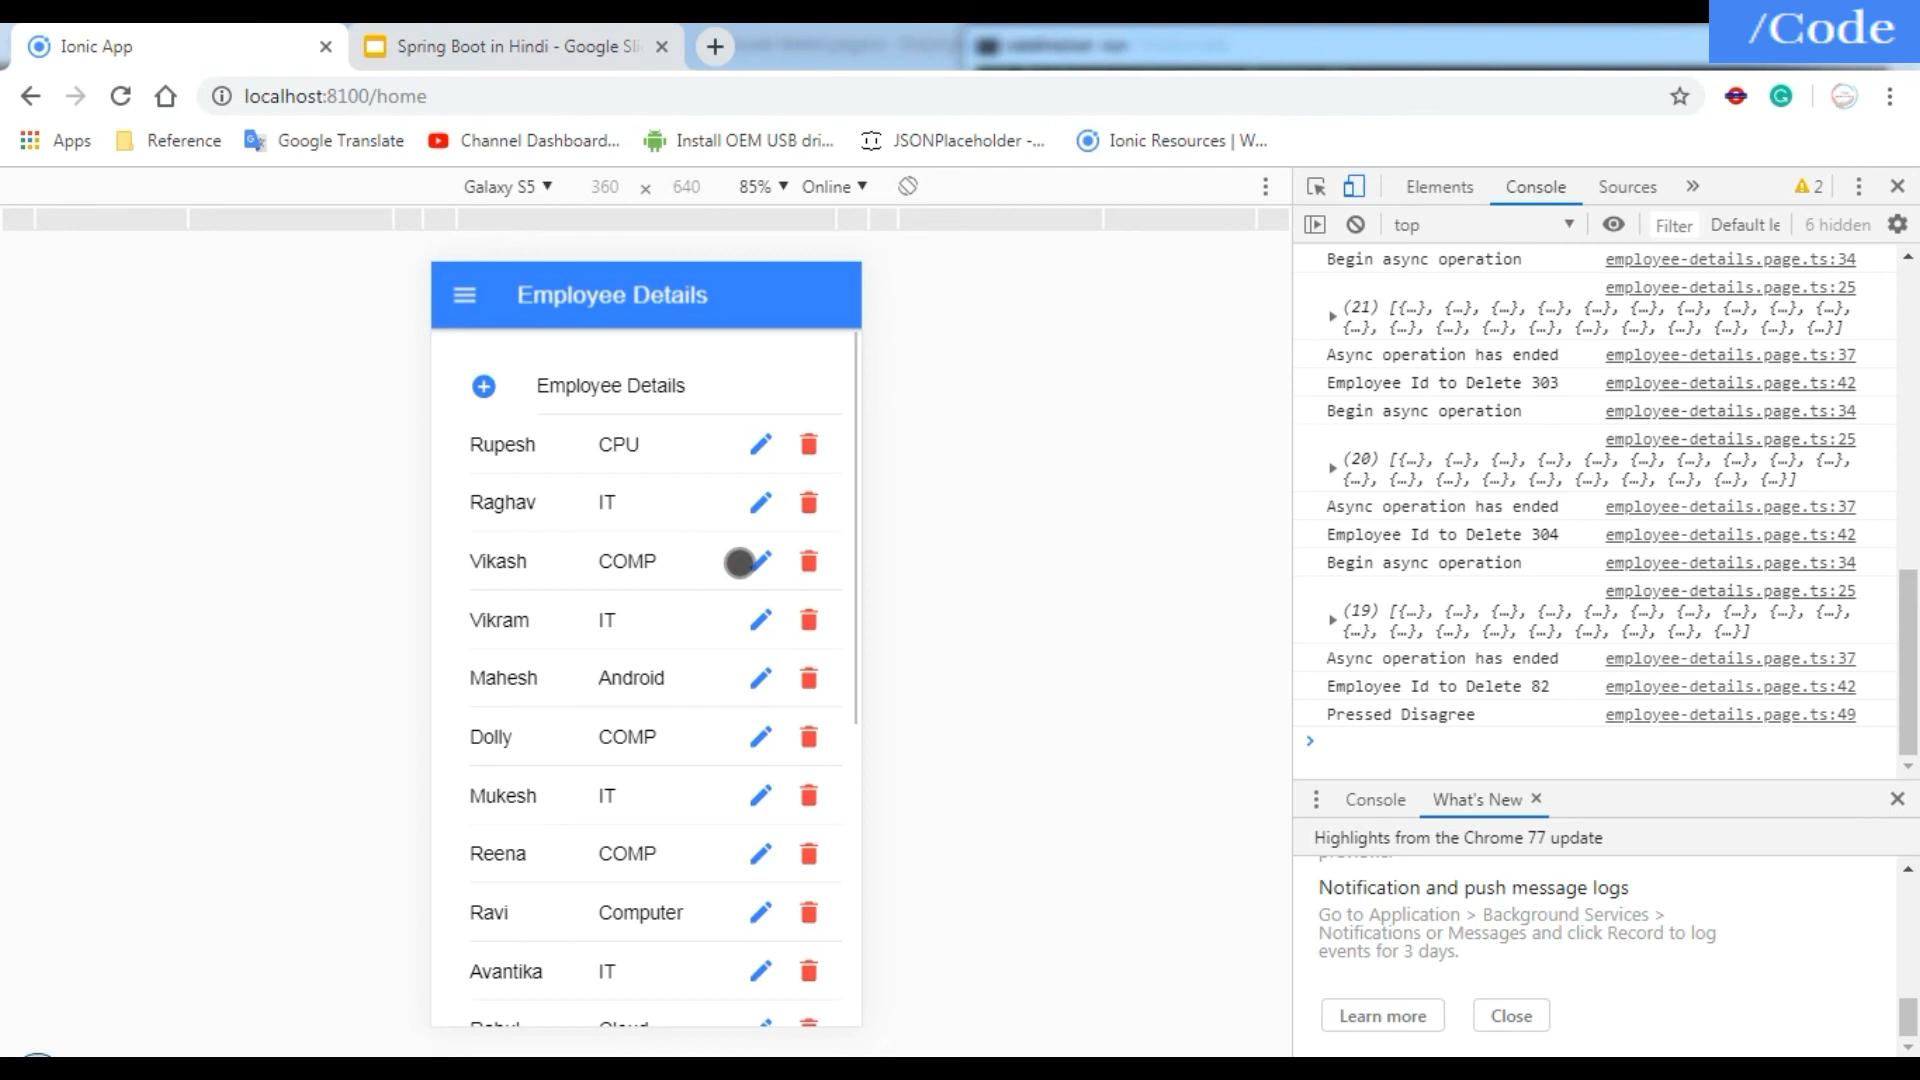 /Code
Ionic App
Spring Boot in Hindi - Google Sli
localhost:8100/home
Apps
Reference
Google Translate
Channel Dashboard...
Install OEM USB dri...
JSONPlaceholder -...
Ionic Resources | W...
Galaxy S5 ▼ 360 x 640 85% ▼ Online ▼
Elements Console Sources » 2
top ▼ Filter Default le 6 hidden
Employee Details
Employee Details
Rupesh CPU
Raghav IT
Vikash COMP
Vikram IT
Mahesh Android
Dolly COMP
Mukesh IT
Reena COMP
Ravi Computer
Avantika IT
Begin async operation employee-details.page.ts:34
employee-details.page.ts:25
(21) [{…}, {…}, {…}, {…}, {…}, {…}, {…}, {…}, {…}, {…},
{…}, {…}, {…}, {…}, {…}, {…}, {…}, {…}, {…}, {…}, {…}]
Async operation has ended employee-details.page.ts:37
Employee Id to Delete 303 employee-details.page.ts:42
Begin async operation employee-details.page.ts:34
employee-details.page.ts:25
(20) [{…}, {…}, {…}, {…}, {…}, {…}, {…}, {…}, {…}, {…},
{…}, {…}, {…}, {…}, {…}, {…}, {…}, {…}, {…}, {…}]
Async operation has ended employee-details.page.ts:37
Employee Id to Delete 304 employee-details.page.ts:42
Begin async operation employee-details.page.ts:34
employee-details.page.ts:25
(19) [{…}, {…}, {…}, {…}, {…}, {…}, {…}, {…}, {…}, {…},
{…}, {…}, {…}, {…}, {…}, {…}, {…}, {…}, {…}]
Async operation has ended employee-details.page.ts:37
Employee Id to Delete 82 employee-details.page.ts:42
Pressed Disagree employee-details.page.ts:49
Console What's New
Highlights from the Chrome 77 update
Notification and push message logs
Go to Application > Background Services >
Notifications or Messages and click Record to log
events for 3 days.
Learn more Close